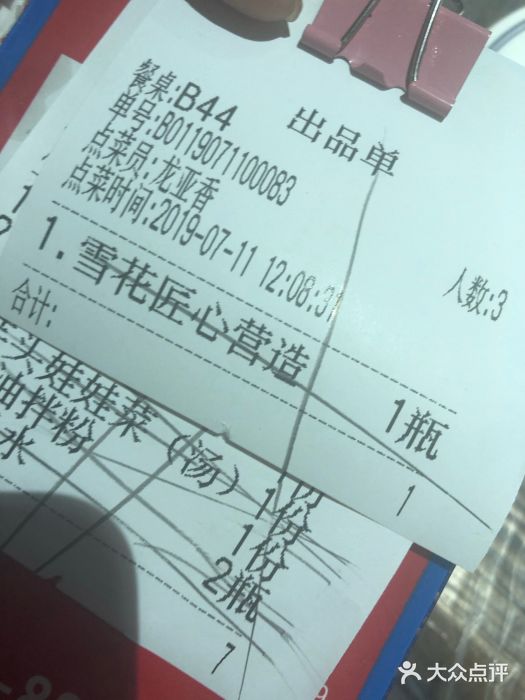 出品单
餐桌:B44
单号:B0119071100083
点菜员:龙亚香
人数:3
点菜时间:2019-07-11 12:08:31
1.雪花匠心营造 1瓶
合计: 1
头娃娃菜(汤) 1份
油拌粉 1份
水 2瓶
7
大众点评